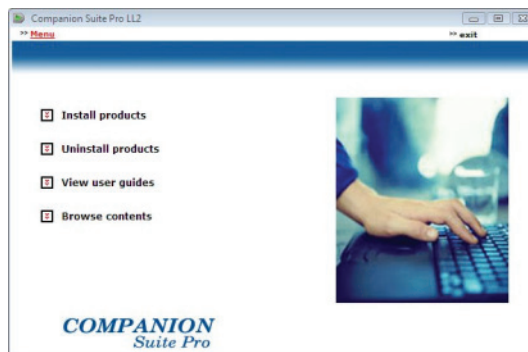 Companion Suite Pro LL2
>> Menu
>> exit
Install products
Uninstall products
View user guides
Browse contents
COMPANION
Suite Pro